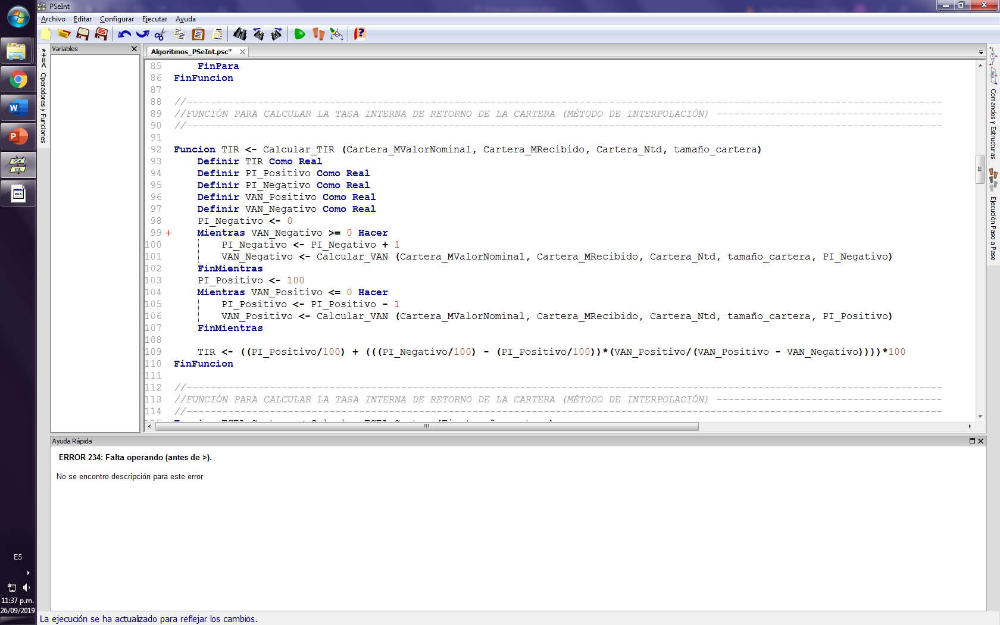 PSeInt
Archivo Editar Configurar Ejecutar Ayuda
Variables
Algoritmos_PSeInt.psc*
*+=< Operadores y Funciones
85 FinPara
86 FinFuncion
87
88 //-------------------------------------------------------------------------------------------------------------------------------
89 //FUNCIÓN PARA CALCULAR LA TASA INTERNA DE RETORNO DE LA CARTERA (MÉTODO DE INTERPOLACIÓN) --------------------------------------
90 //-------------------------------------------------------------------------------------------------------------------------------
91
92 Funcion TIR <- Calcular_TIR (Cartera_MValorNominal, Cartera_MRecibido, Cartera_Ntd, tamaño_cartera)
93 Definir TIR Como Real
94 Definir PI_Positivo Como Real
95 Definir PI_Negativo Como Real
96 Definir VAN_Positivo Como Real
97 Definir VAN_Negativo Como Real
98 PI_Negativo <- 0
99 + Mientras VAN_Negativo >= 0 Hacer
100 PI_Negativo <- PI_Negativo + 1
101 VAN_Negativo <- Calcular_VAN (Cartera_MValorNominal, Cartera_MRecibido, Cartera_Ntd, tamaño_cartera, PI_Negativo)
102 FinMientras
103 PI_Positivo <- 100
104 Mientras VAN_Positivo <= 0 Hacer
105 PI_Positivo <- PI_Positivo - 1
106 VAN_Positivo <- Calcular_VAN (Cartera_MValorNominal, Cartera_MRecibido, Cartera_Ntd, tamaño_cartera, PI_Positivo)
107 FinMientras
108
109 TIR <- ((PI_Positivo/100) + (((PI_Negativo/100) - (PI_Positivo/100))*(VAN_Positivo/(VAN_Positivo - VAN_Negativo))))*100
110 FinFuncion
111
112 //-------------------------------------------------------------------------------------------------------------------------------
113 //FUNCIÓN PARA CALCULAR LA TASA INTERNA DE RETORNO DE LA CARTERA (MÉTODO DE INTERPOLACIÓN) --------------------------------------
114 //-------------------------------------------------------------------------------------------------------------------------------
Comandos y Estructuras
Ejecución Paso a Paso
Ayuda Rápida
ERROR 234: Falta operando (antes de >).
No se encontro descripción para este error
ES
11:37 p.m.
26/09/2019
La ejecución se ha actualizado para reflejar los cambios.